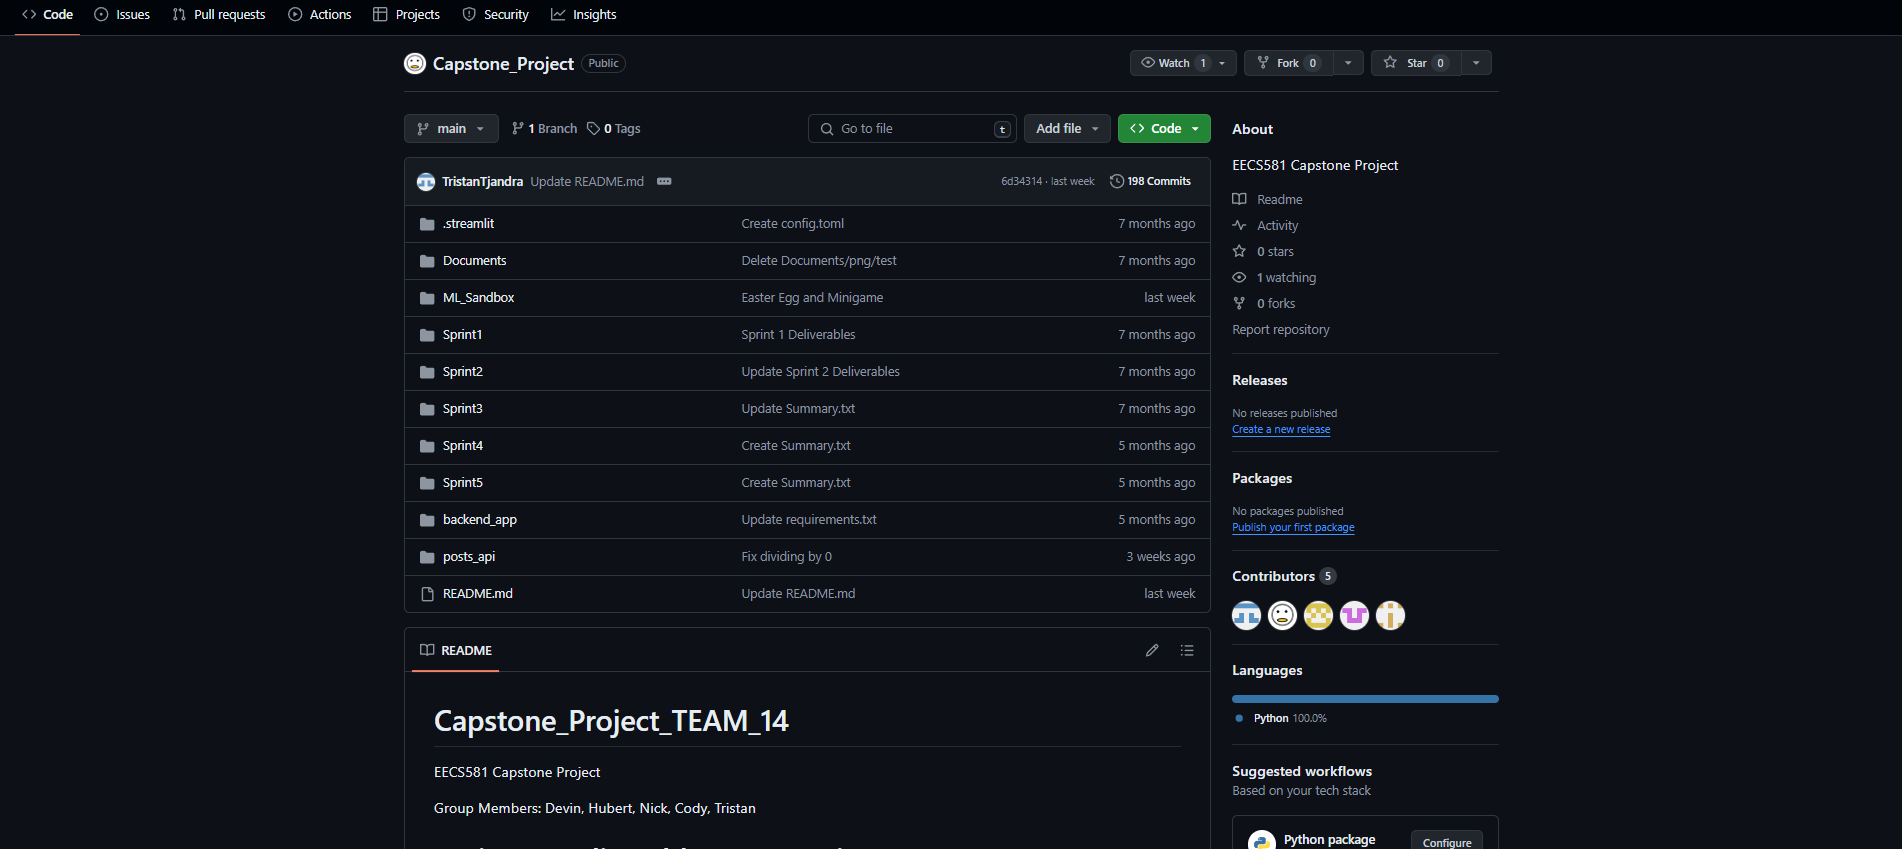 Code Issues Pull requests Actions Projects Security Insights
Capstone_Project Public Watch 1 Fork 0 Star 0
main 1 Branch 0 Tags Go to file t Add file Code
TristanTjandra Update README.md 6d34314 · last week 198 Commits
.streamlit Create config.toml 7 months ago
Documents Delete Documents/png/test 7 months ago
ML_Sandbox Easter Egg and Minigame last week
Sprint1 Sprint 1 Deliverables 7 months ago
Sprint2 Update Sprint 2 Deliverables 7 months ago
Sprint3 Update Summary.txt 7 months ago
Sprint4 Create Summary.txt 5 months ago
Sprint5 Create Summary.txt 5 months ago
backend_app Update requirements.txt 5 months ago
posts_api Fix dividing by 0 3 weeks ago
README.md Update README.md last week
README
Capstone_Project_TEAM_14
EECS581 Capstone Project
Group Members: Devin, Hubert, Nick, Cody, Tristan
About
EECS581 Capstone Project
Readme
Activity
0 stars
1 watching
0 forks
Report repository
Releases
No releases published
Create a new release
Packages
No packages published
Publish your first package
Contributors 5
Languages
Python 100.0%
Suggested workflows
Based on your tech stack
Python package Configure